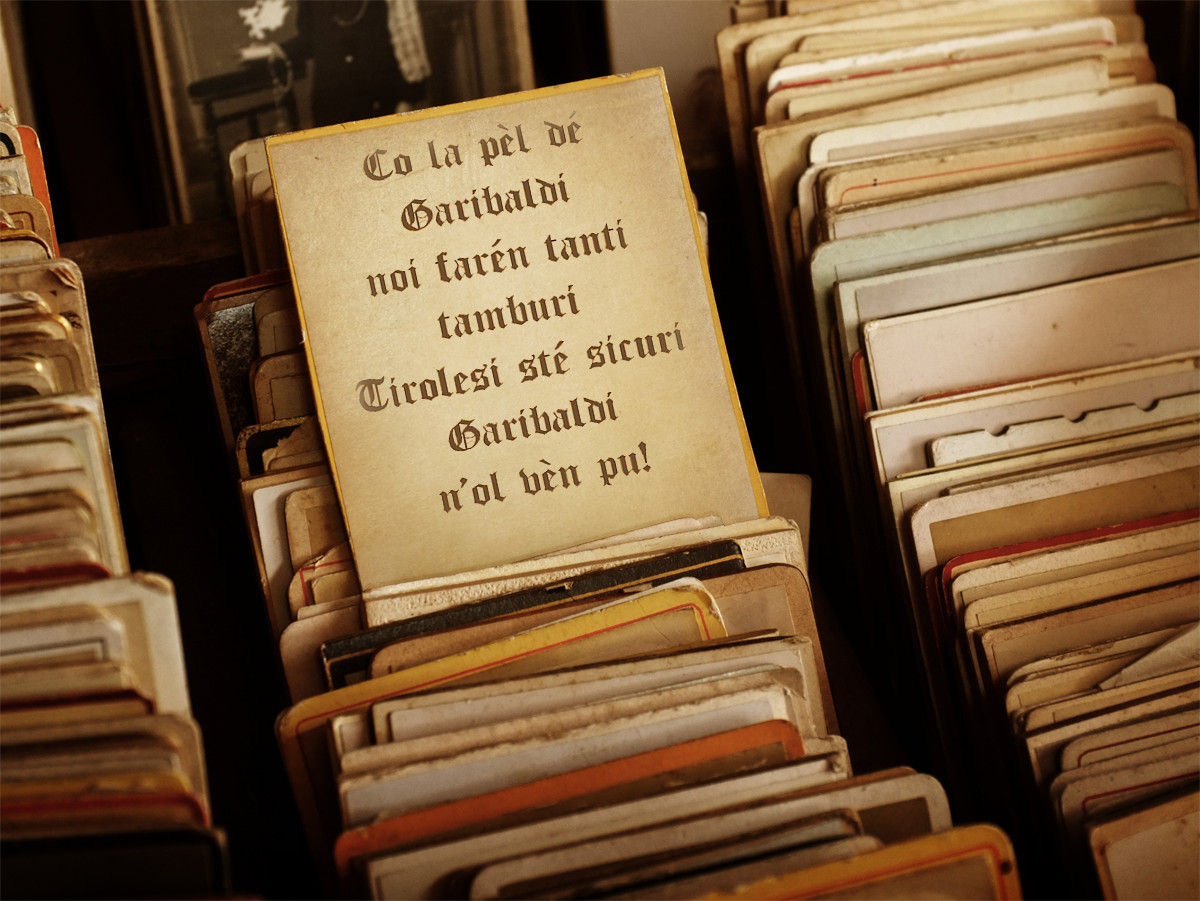 Co la pèl dé
Garibaldi
noi farén tanti
tamburi
Tirolesi sté sicuri
Garibaldi
n'ol vèn pu!